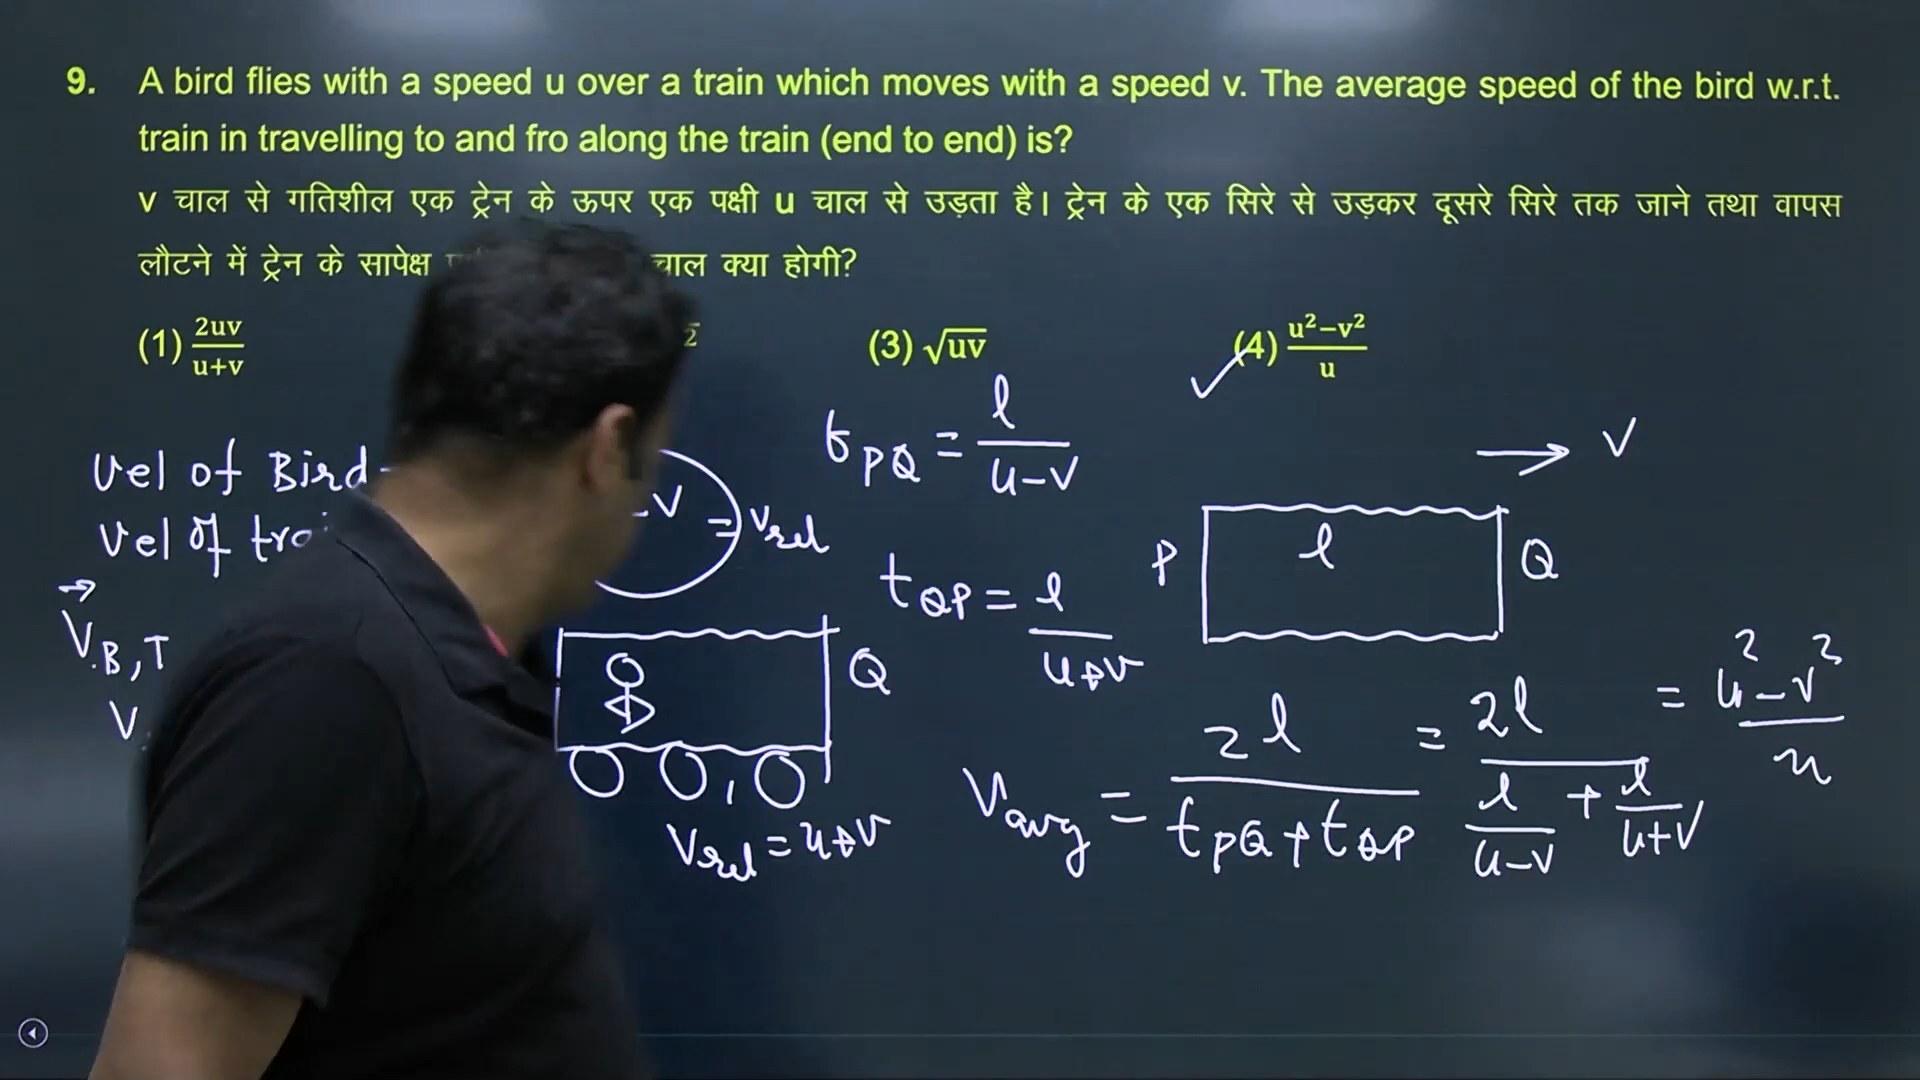 9. A bird flies with a speed u over a train which moves with a speed v. The average speed of the bird w.r.t.
train in travelling to and fro along the train (end to end) is?
v चाल से गतिशील एक ट्रेन के ऊपर एक पक्षी u चाल से उड़ता है। ट्रेन के एक सिरे से उड़कर दूसरे सिरे तक जाने तथा वापस
लौटने में ट्रेन के सापेक्ष चाल क्या होगी?
(1) 2uv/u+v
(3) √uv
(4) u²-v²/u
Vel of Bird
Vel of
V_B,T
V
-V = V_rel
Q
V_rel = u+v
t_PQ = l/u-v
t_QP = l/u+v
→ V
P l Q
V_avg = 2l/t_PQ + t_QP = 2l/l/u-v + l/u+v = u²-v²/u